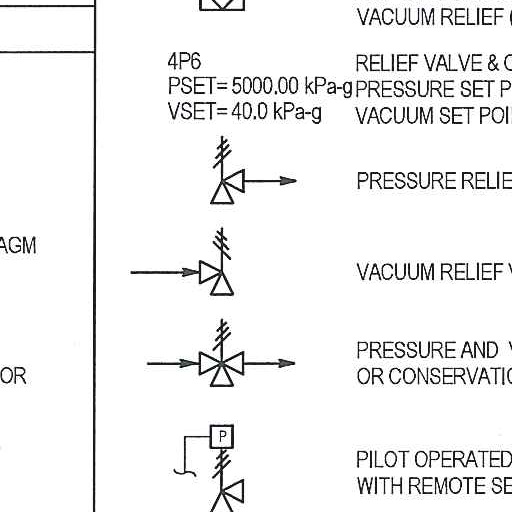 VACUUM RELIEF (
4P6
PSET= 5000.00 kPa-g
VSET= 40.0 kPa-g
RELIEF VALVE &
PRESSURE SET P
VACUUM SET POI
PRESSURE RELIE
AGM
VACUUM RELIEF
PRESSURE AND
OR CONSERVATI
OR
P
PILOT OPERATED
WITH REMOTE SE